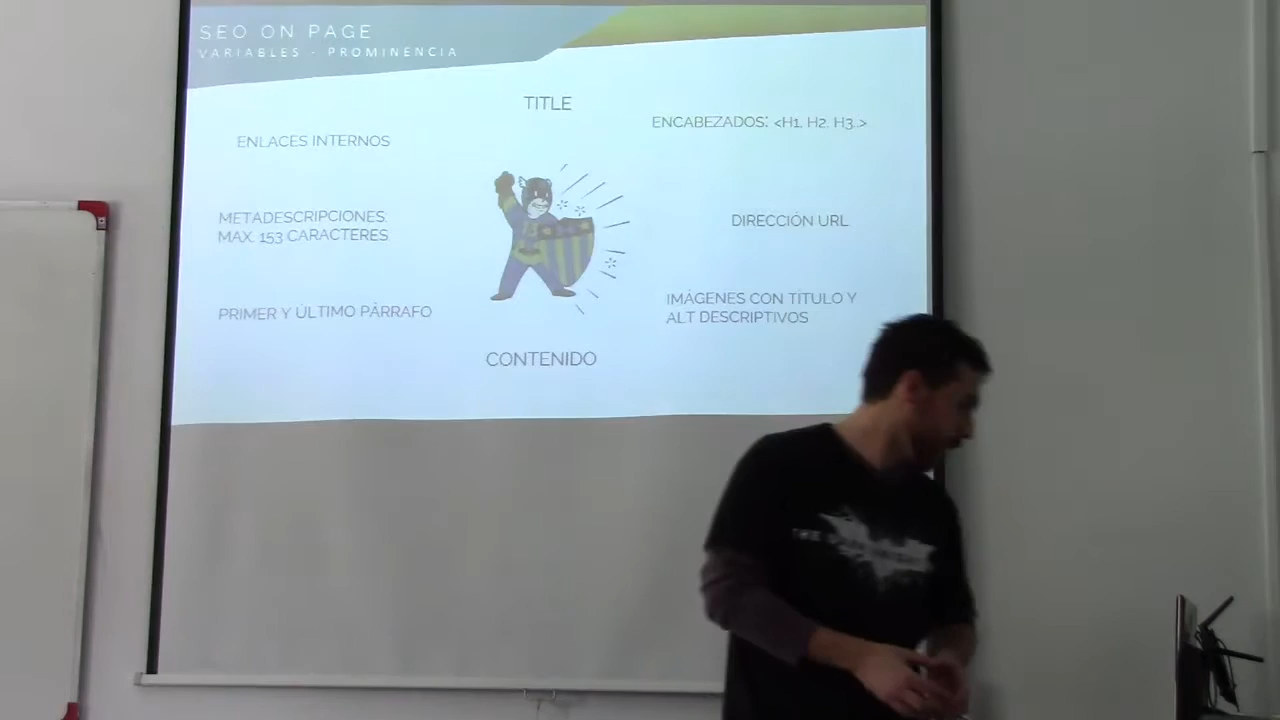 SEO ON PAGE
VARIABLES - PROMINENCIA
TITLE
ENCABEZADOS: <H1, H2, H3..>
ENLACES INTERNOS
METADESCRIPCIONES:
MAX. 153 CARACTERES
DIRECCIÓN URL
PRIMER Y ÚLTIMO PÁRRAFO
IMÁGENES CON TÍTULO Y
ALT DESCRIPTIVOS
CONTENIDO
THE